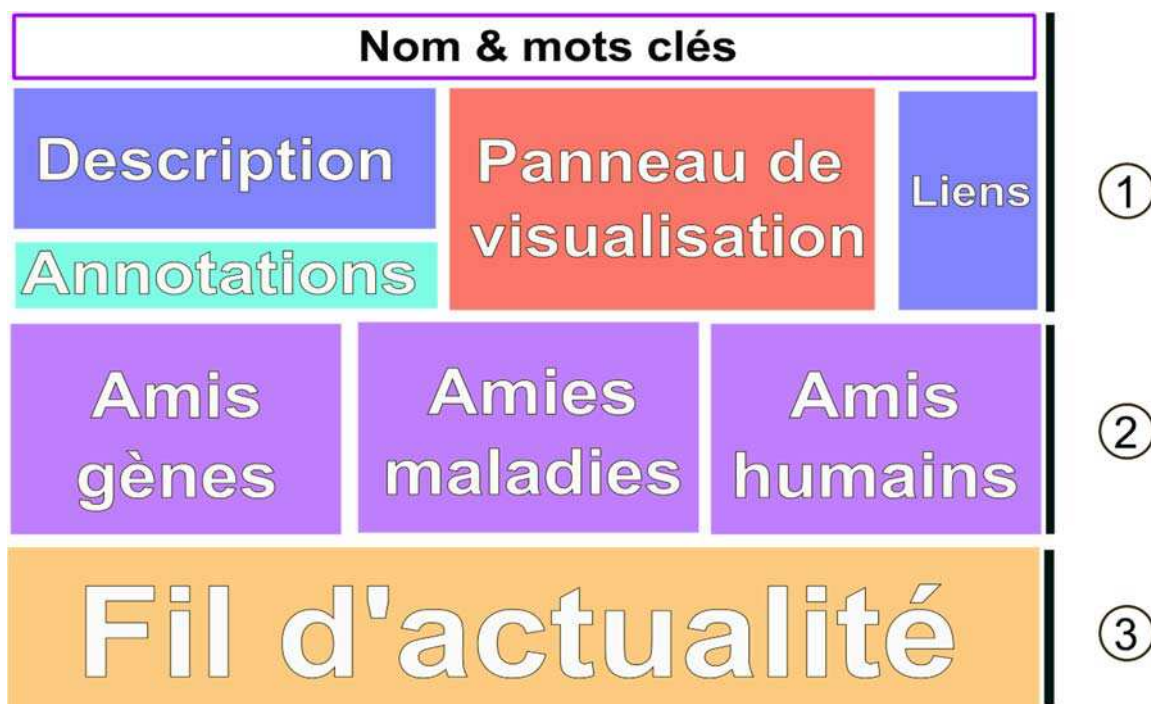 Nom & mots clés
Description
Annotations
Panneau de
visualisation
Liens
1
Amis
gènes
Amies
maladies
Amis
humains
2
Fil d'actualité
3